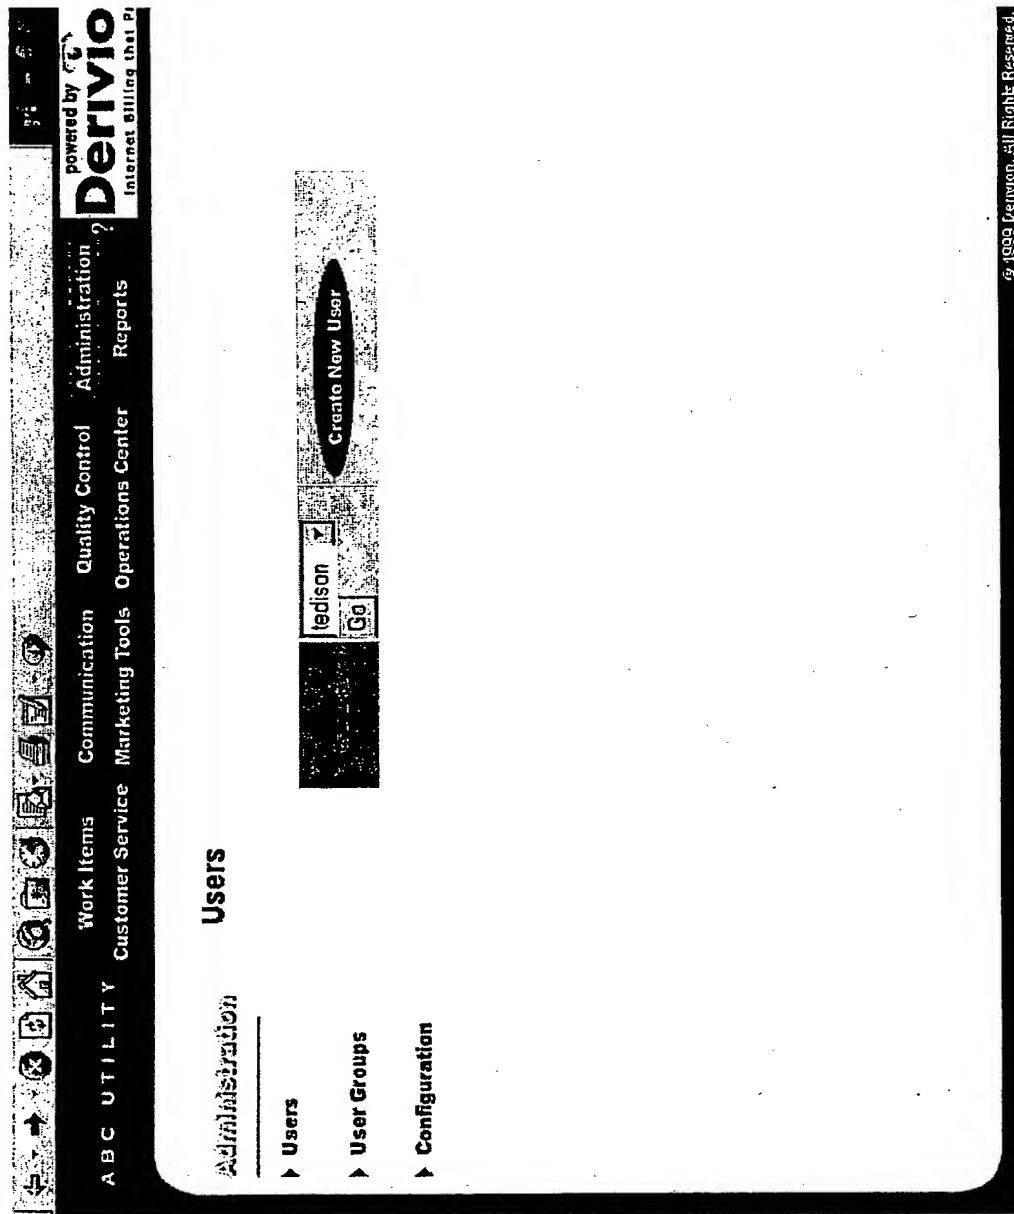 powered by
Derivio
Internet Billing that P
Work Items Communication Quality Control Administration ?
ABC UTILITY
Customer Service Marketing Tools Operations Center Reports
Administration
Users
Users
User Groups
Configuration
tedison
Go
Create New User
© 1999 Derivion. All Rights Reserved.